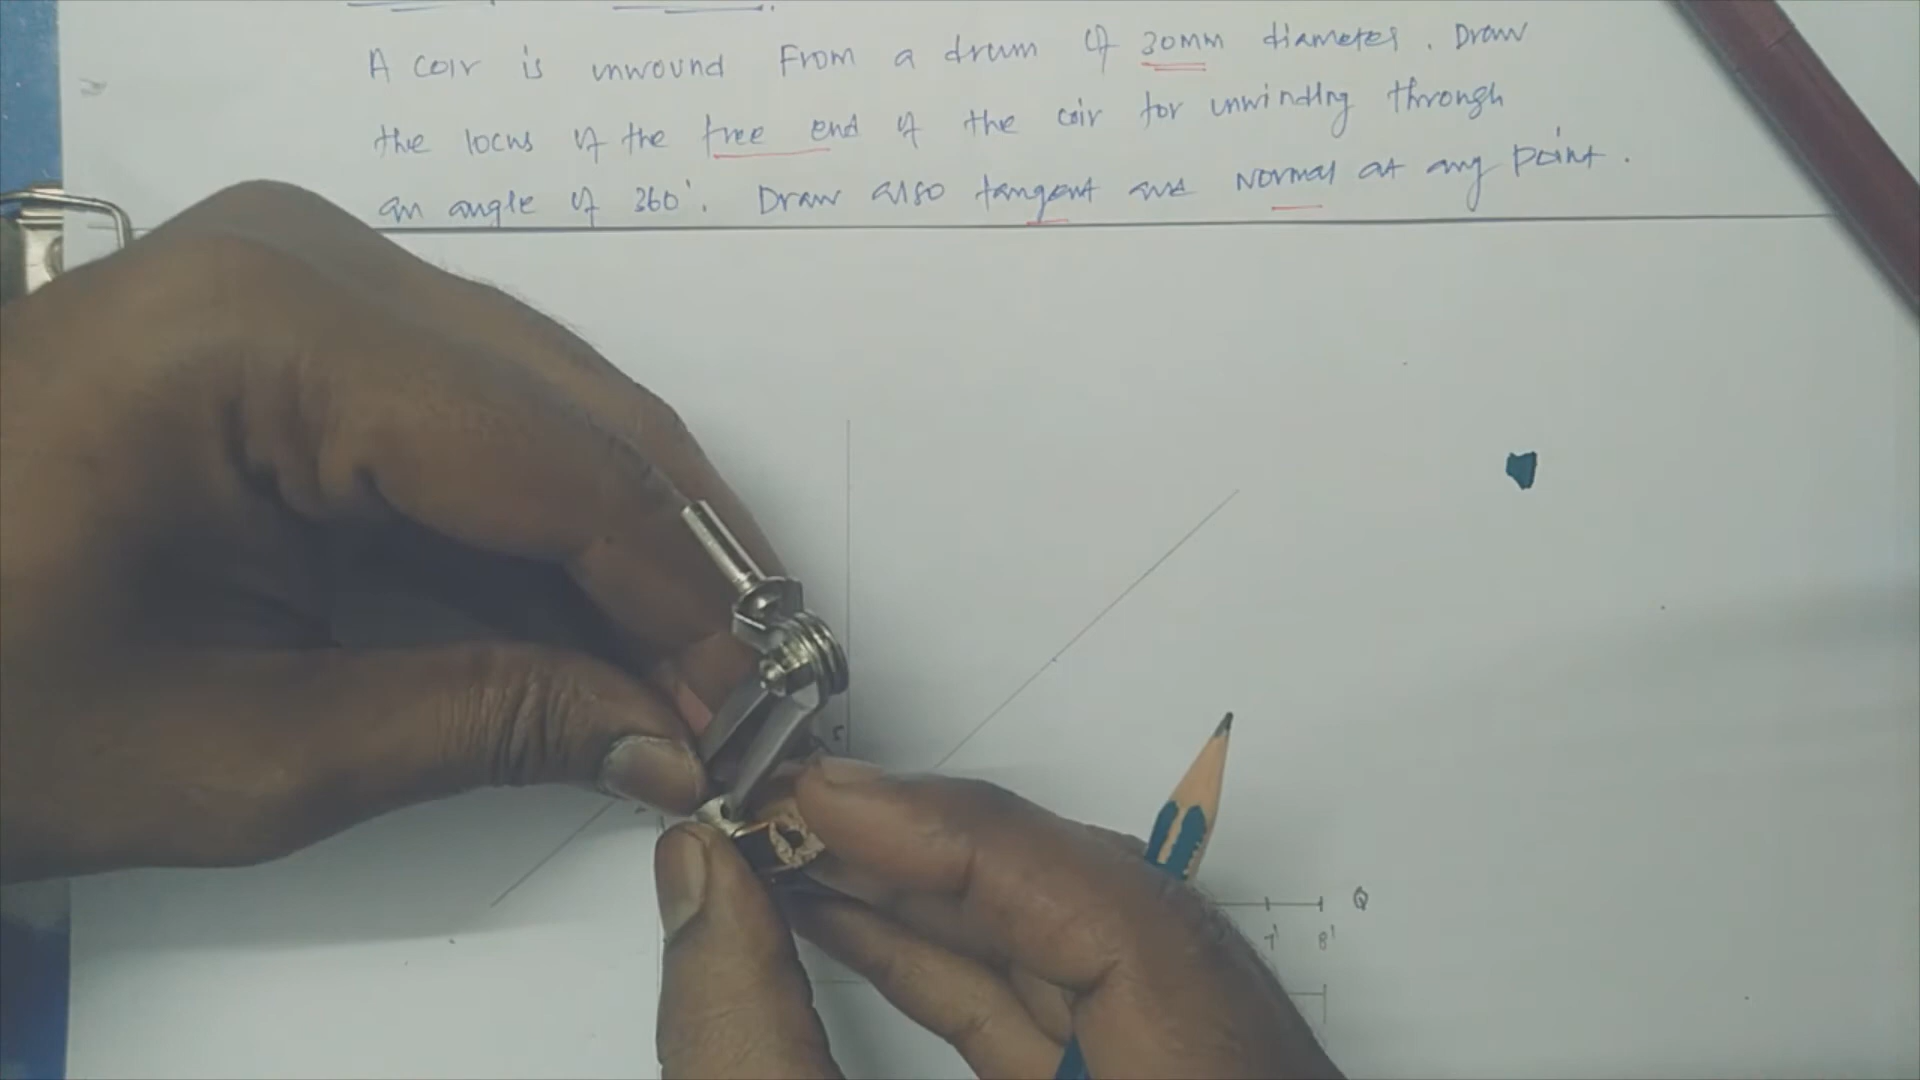 A coir is unwound From a drum of 30mm diameter. Draw
the locus of the free end of the coir for unwinding through
an angle of 360°. Draw also tangent and Normal at any point.
5
Q
7' 8'